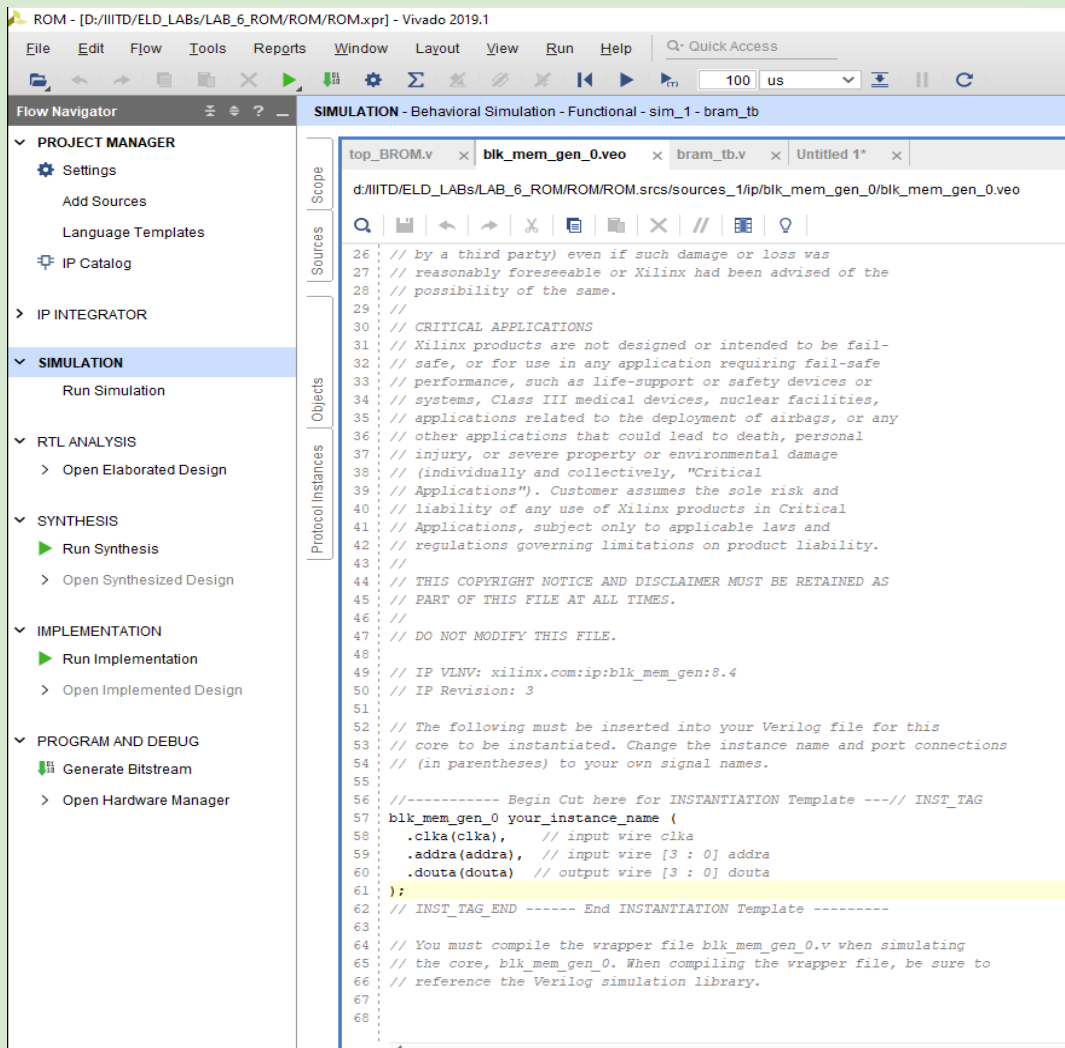 ROM - [D:/IIITD/ELD_LABs/LAB_6_ROM/ROM/ROM.xpr] - Vivado 2019.1
File Edit Flow Tools Reports Window Layout View Run Help Q- Quick Access
100 us
Flow Navigator
SIMULATION - Behavioral Simulation - Functional - sim_1 - bram_tb
PROJECT MANAGER
Settings
Add Sources
Language Templates
IP Catalog
IP INTEGRATOR
SIMULATION
Run Simulation
RTL ANALYSIS
Open Elaborated Design
SYNTHESIS
Run Synthesis
Open Synthesized Design
IMPLEMENTATION
Run Implementation
Open Implemented Design
PROGRAM AND DEBUG
Generate Bitstream
Open Hardware Manager
Scope
Sources
Objects
Protocol Instances
top_BROM.v blk_mem_gen_0.veo bram_tb.v Untitled 1*
d:/IIITD/ELD_LABs/LAB_6_ROM/ROM/ROM.srcs/sources_1/ip/blk_mem_gen_0/blk_mem_gen_0.veo
26 // by a third party) even if such damage or loss was
27 // reasonably foreseeable or Xilinx had been advised of the
28 // possibility of the same.
29 //
30 // CRITICAL APPLICATIONS
31 // Xilinx products are not designed or intended to be fail-
32 // safe, or for use in any application requiring fail-safe
33 // performance, such as life-support or safety devices or
34 // systems, Class III medical devices, nuclear facilities,
35 // applications related to the deployment of airbags, or any
36 // other applications that could lead to death, personal
37 // injury, or severe property or environmental damage
38 // (individually and collectively, "Critical
39 // Applications"). Customer assumes the sole risk and
40 // liability of any use of Xilinx products in Critical
41 // Applications, subject only to applicable laws and
42 // regulations governing limitations on product liability.
43 //
44 // THIS COPYRIGHT NOTICE AND DISCLAIMER MUST BE RETAINED AS
45 // PART OF THIS FILE AT ALL TIMES.
46 //
47 // DO NOT MODIFY THIS FILE.
48
49 // IP VLNV: xilinx.com:ip:blk_mem_gen:8.4
50 // IP Revision: 3
51
52 // The following must be inserted into your Verilog file for this
53 // core to be instantiated. Change the instance name and port connections
54 // (in parentheses) to your own signal names.
55
56 //----------- Begin Cut here for INSTANTIATION Template ---// INST_TAG
57 blk_mem_gen_0 your_instance_name (
58 .clka(clka), // input wire clka
59 .addra(addra), // input wire [3 : 0] addra
60 .douta(douta) // output wire [3 : 0] douta
61 );
62 // INST_TAG_END ------ End INSTANTIATION Template ---------
63
64 // You must compile the wrapper file blk_mem_gen_0.v when simulating
65 // the core, blk_mem_gen_0. When compiling the wrapper file, be sure to
66 // reference the Verilog simulation library.
67
68